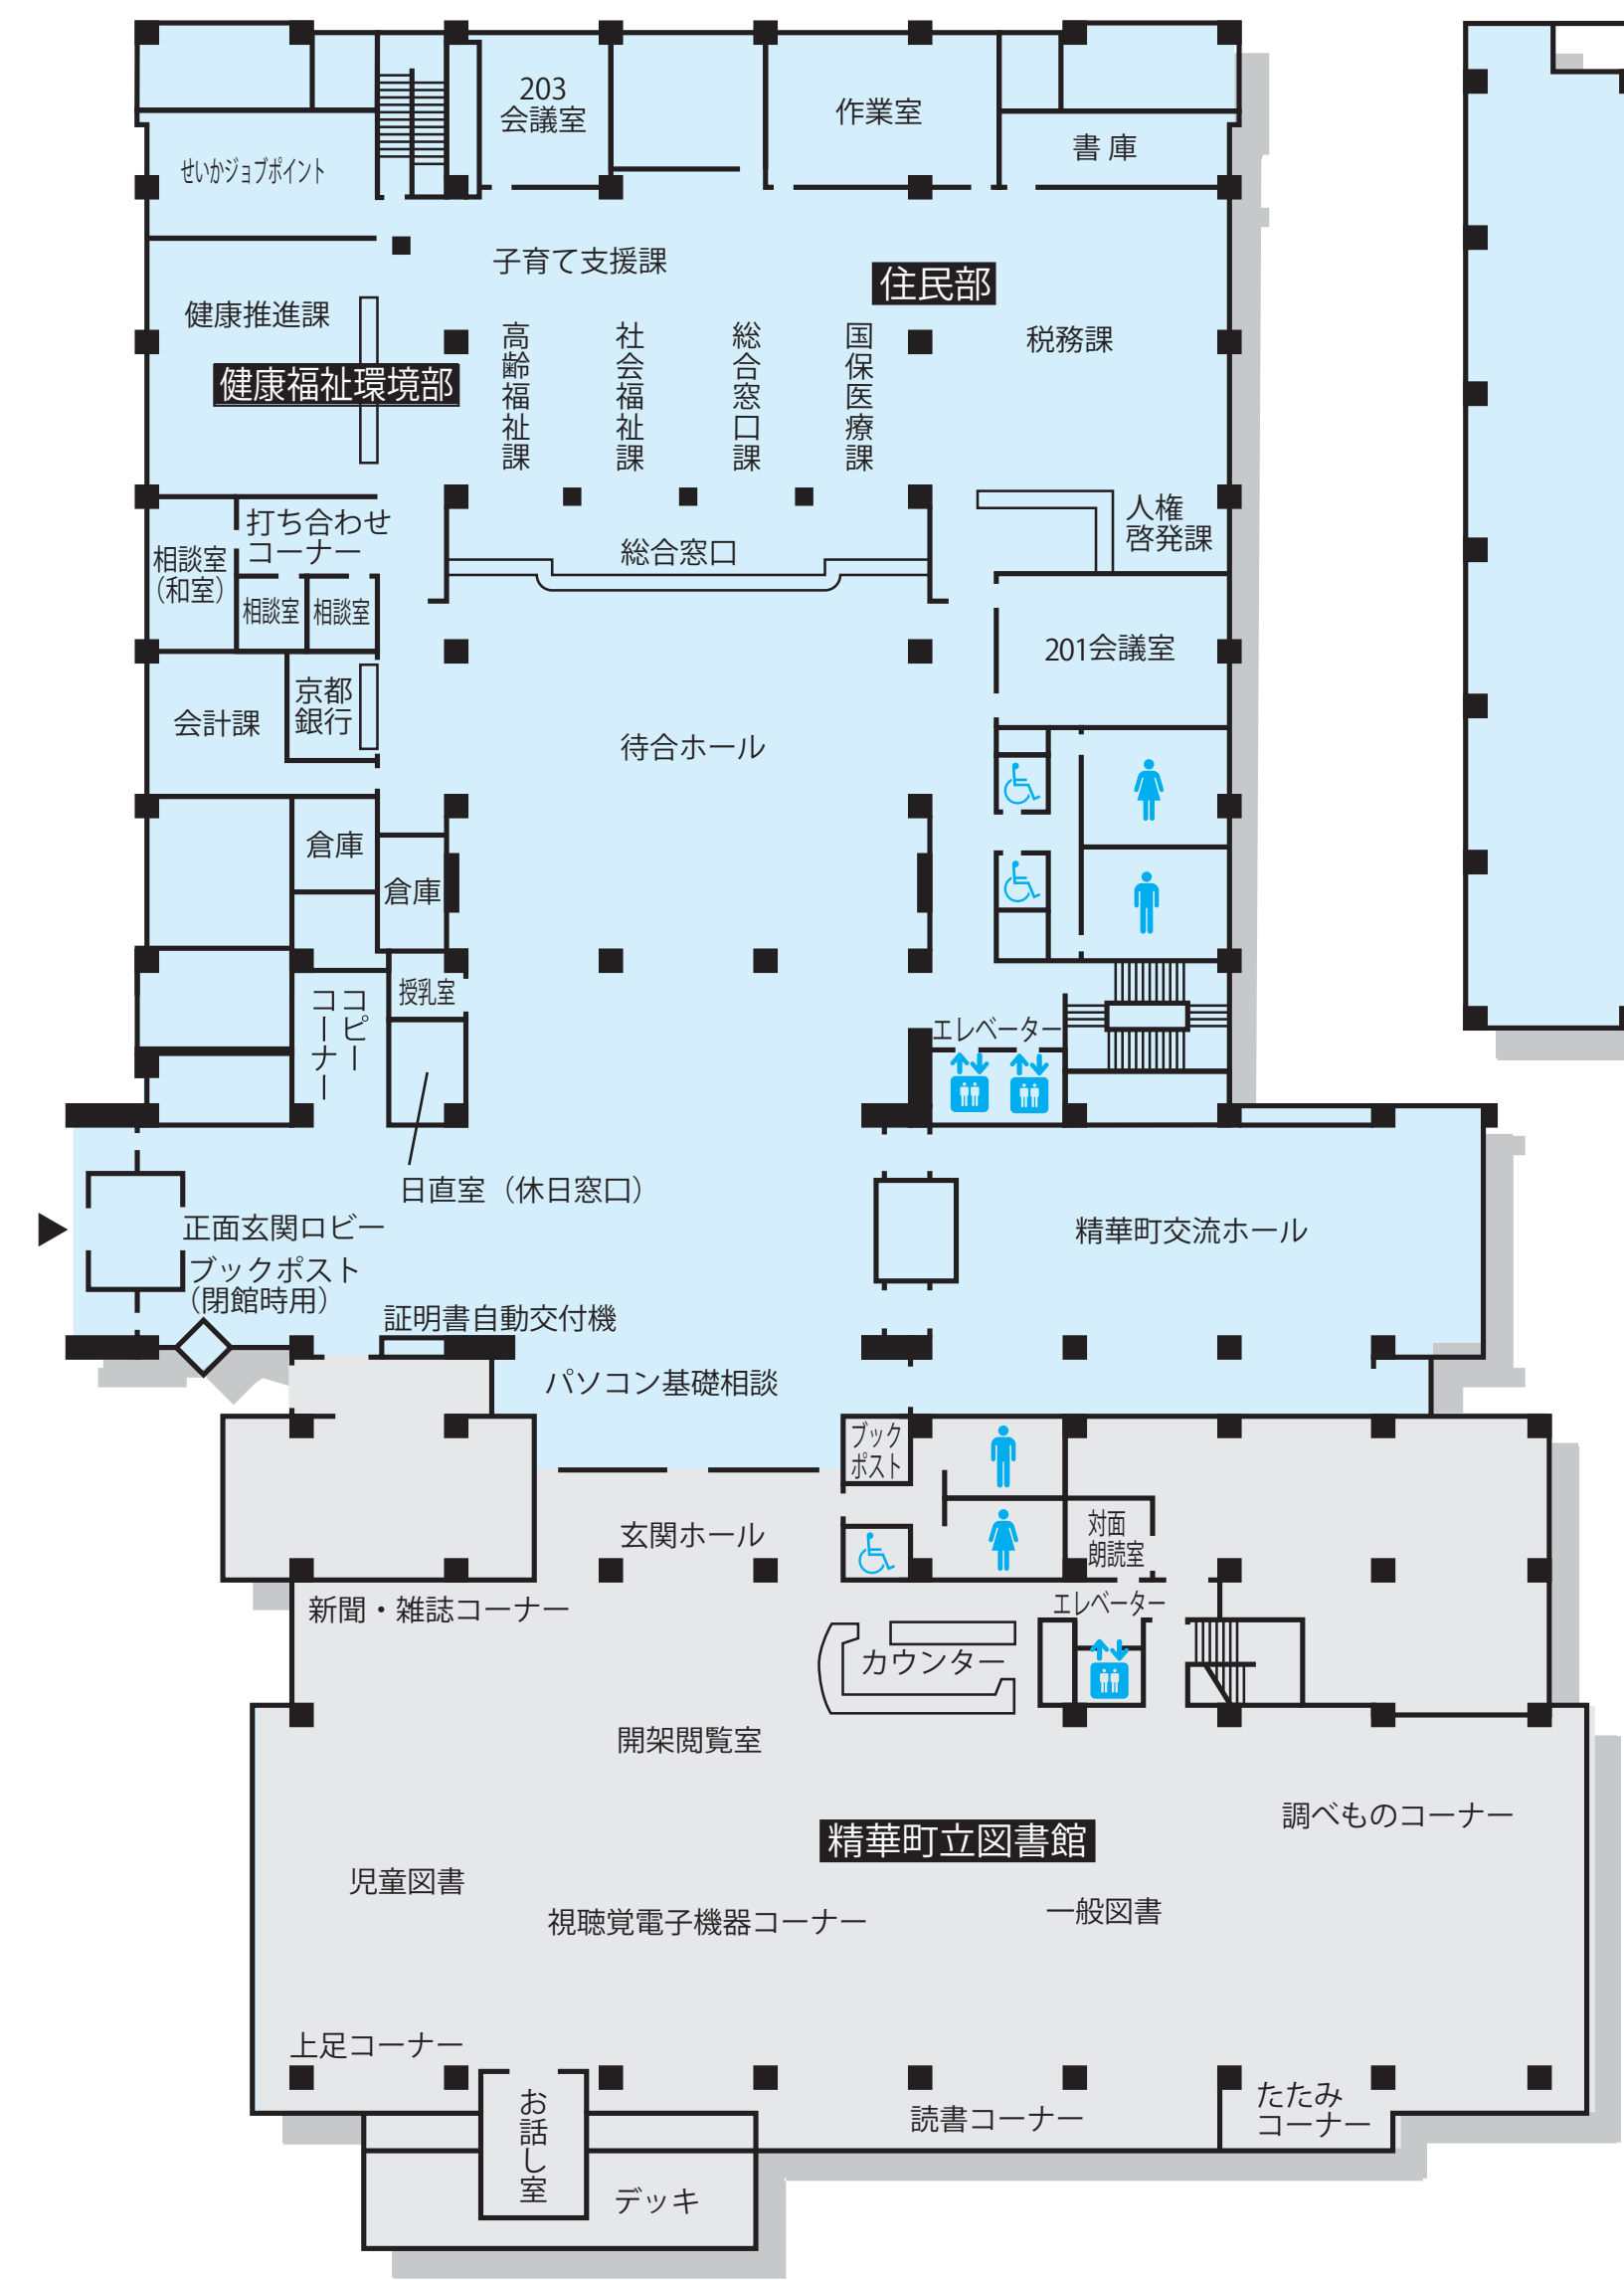 203
会議室
作業室
書 庫
せいかジョブポイント
子育て支援課
住民部
健康推進課
健康福祉環境部
高齢福祉課
社会福祉課
総合窓口課
国保医療課
税務課
打ち合わせ
コーナー
相談室
（和室）
相談室
相談室
総合窓口
人権
啓発課
201会議室
会計課
京都
銀行
待合ホール
倉庫
倉庫
授乳室
コピー
コーナー
エレベーター
日直室（休日窓口）
正面玄関ロビー
ブックポスト
（閉館時用）
精華町交流ホール
証明書自動交付機
パソコン基礎相談
ブック
ポスト
玄関ホール
対面
朗読室
新聞・雑誌コーナー
エレベーター
カウンター
開架閲覧室
調べものコーナー
精華町立図書館
児童図書
視聴覚電子機器コーナー
一般図書
上足コーナー
お話し室
読書コーナー
たたみ
コーナー
デッキ